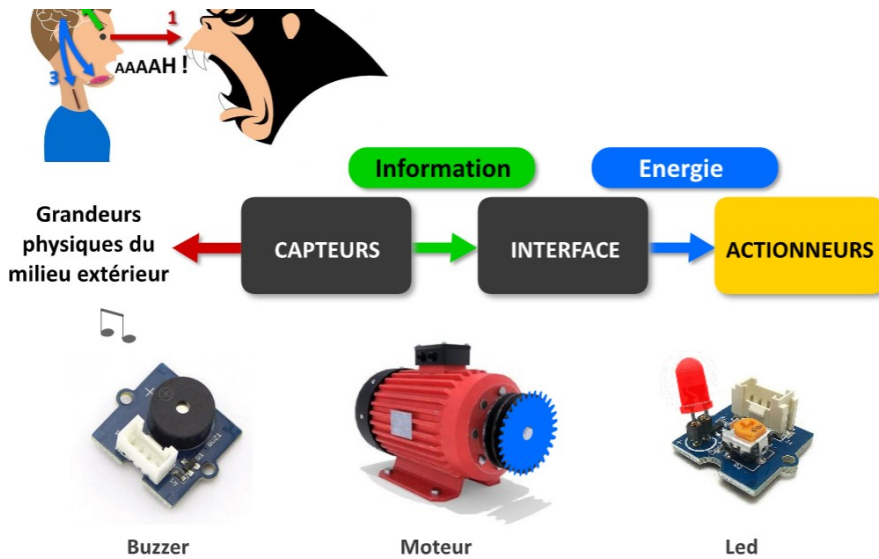 1
3
AAAAH !
Information
Energie
Grandeurs
physiques du
milieu extérieur
CAPTEURS
INTERFACE
ACTIONNEURS
Buzzer
Moteur
Led